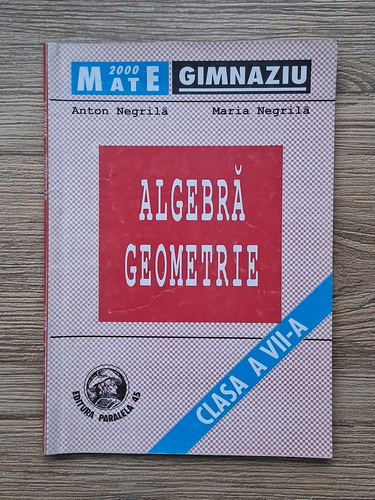 2000
MATE GIMNAZIU
Anton Negrilă Maria Negrilă
ALGEBRĂ
GEOMETRIE
CLASA A VII-A
EDITURA PARALELA 45